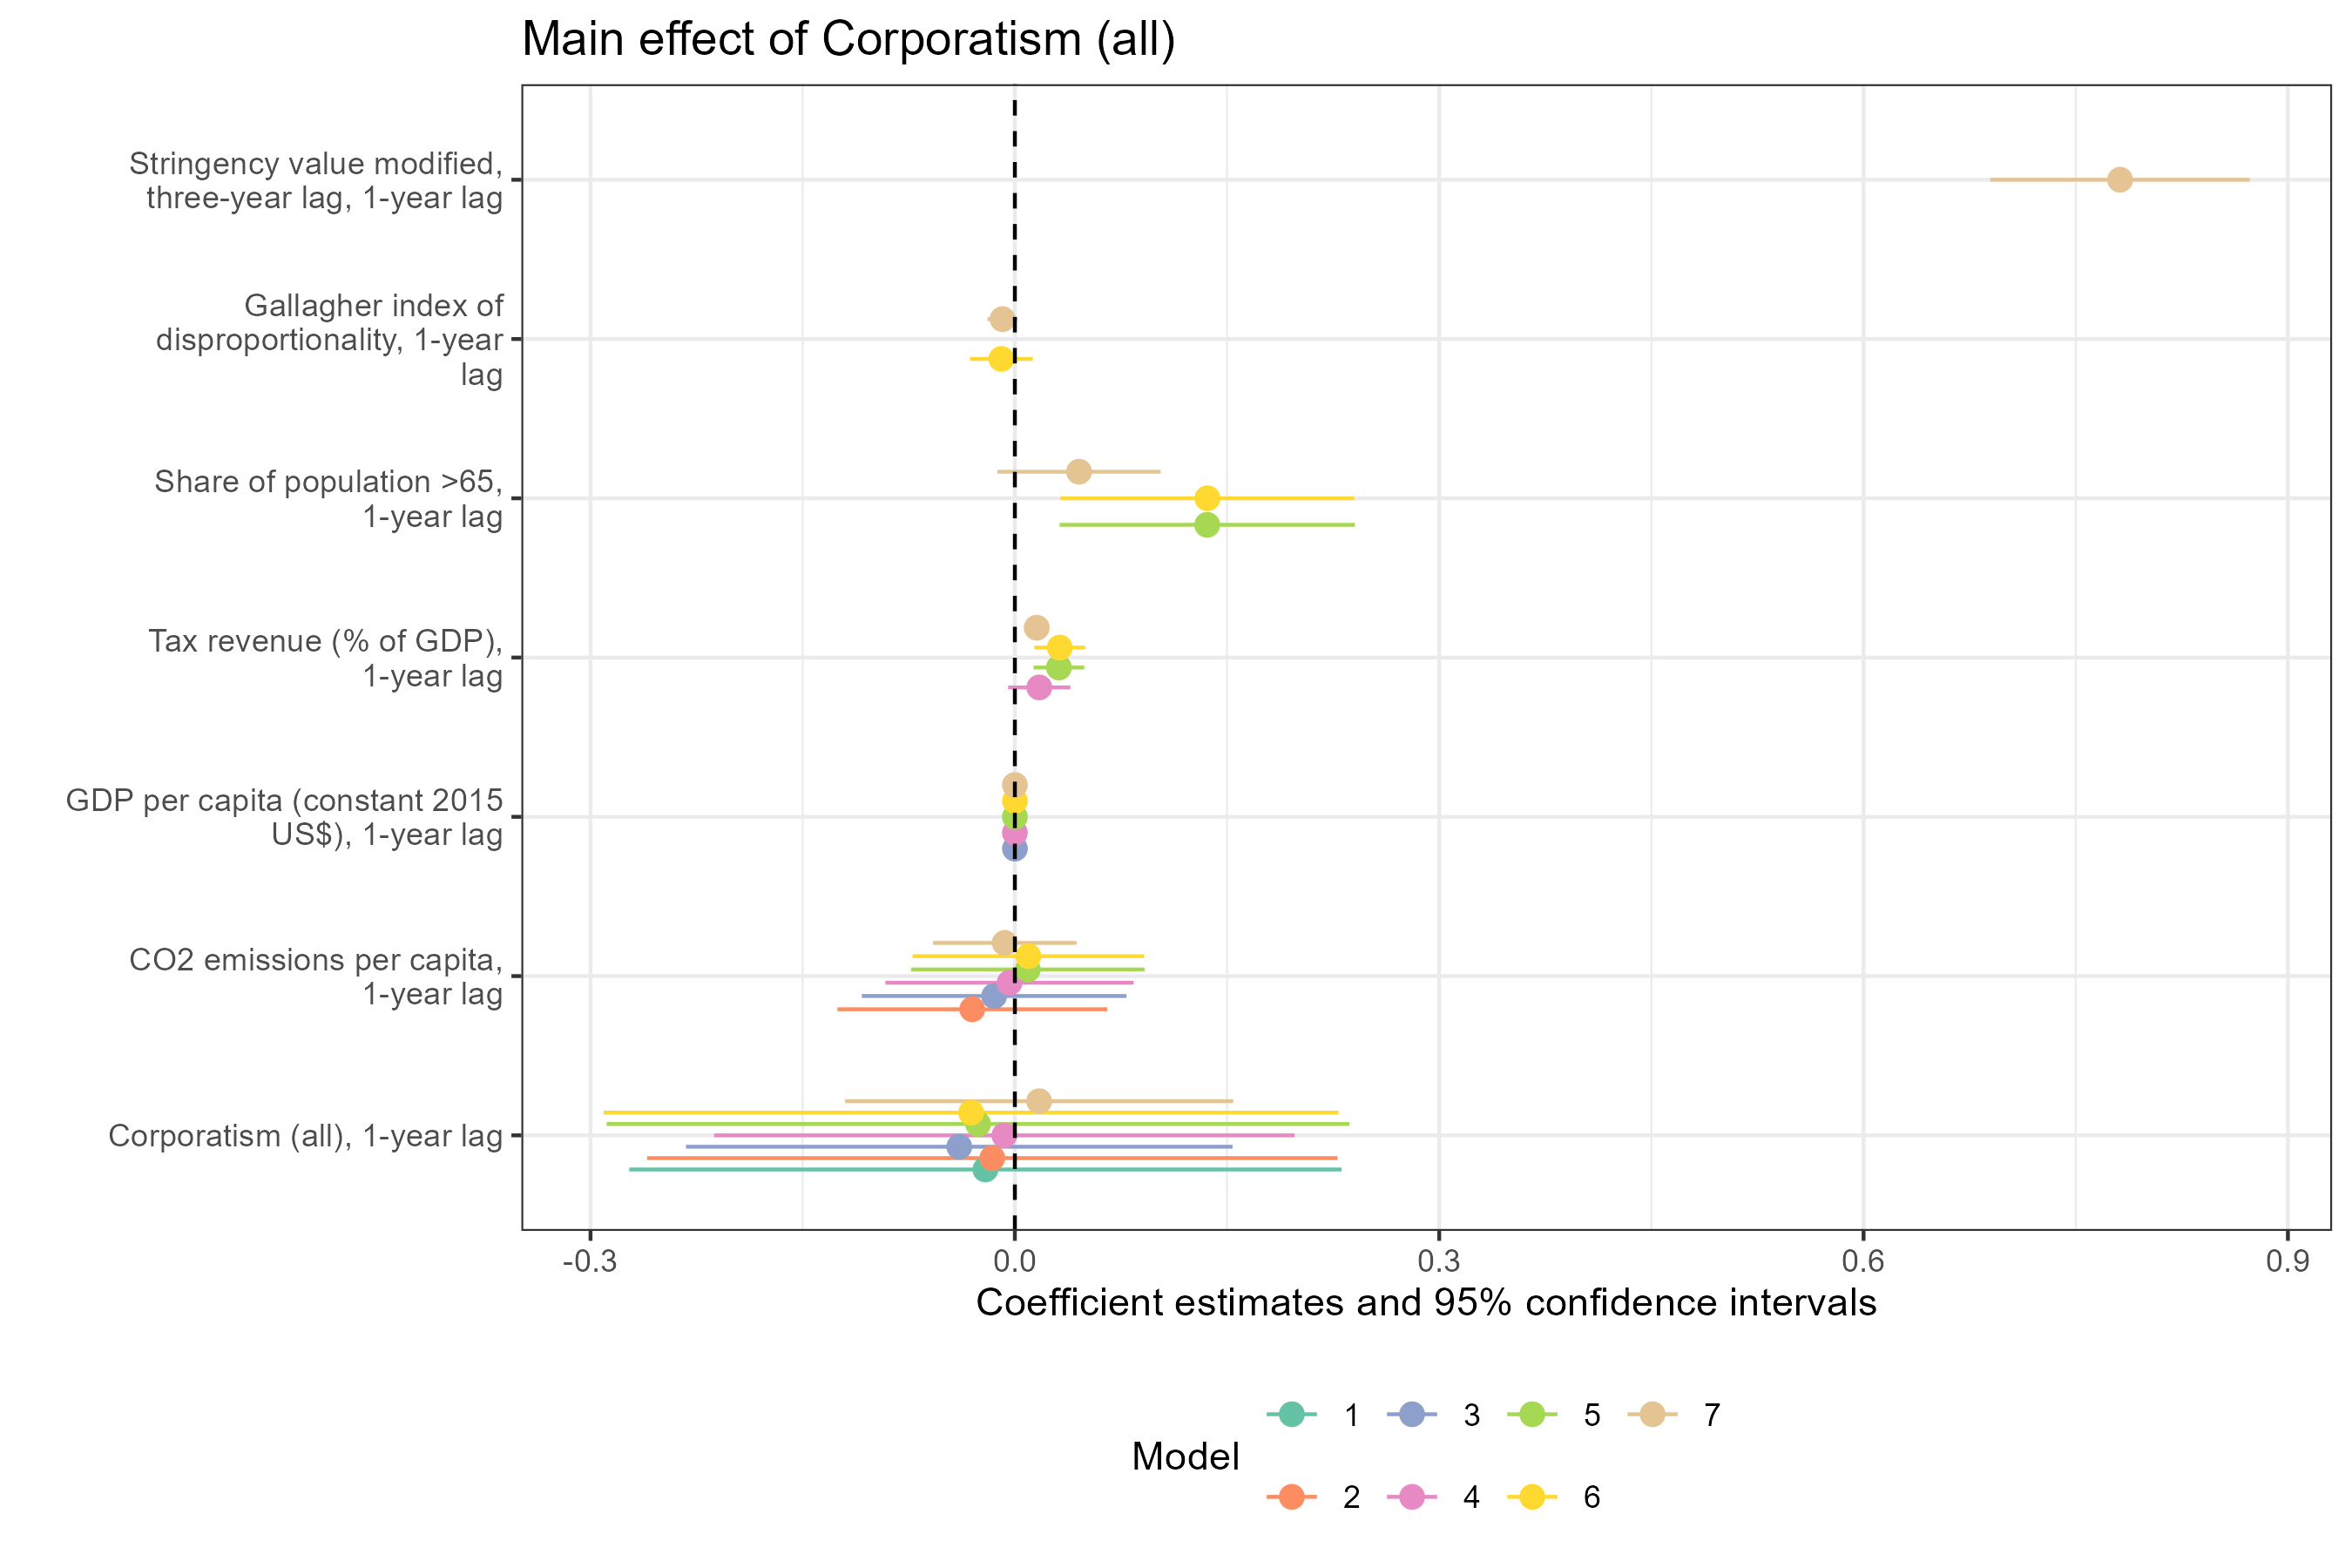 Main effect of Corporatism (all)
Stringency value modified,
three-year lag, 1-year lag
Gallagher index of
disproportionality, 1-year
lag
Share of population >65,
1-year lag
Tax revenue (% of GDP),
1-year lag
GDP per capita (constant 2015
US$), 1-year lag
CO2 emissions per capita,
1-year lag
Corporatism (all), 1-year lag
-0.3 0.0 0.3 0.6 0.9
Coefficient estimates and 95% confidence intervals
Model
1 3 5 7
2 4 6